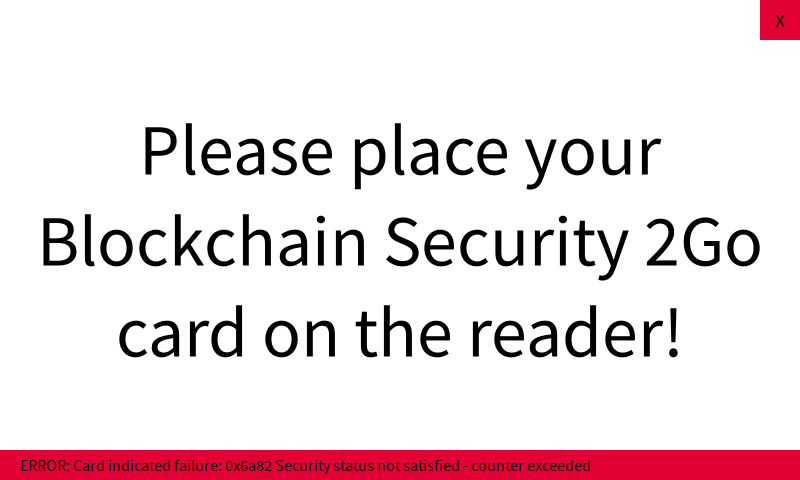 X
Please place your
Blockchain Security 2Go
card on the reader!
ERROR: Card indicated failure: 0x6a82 Security status not satisfied - counter exceeded